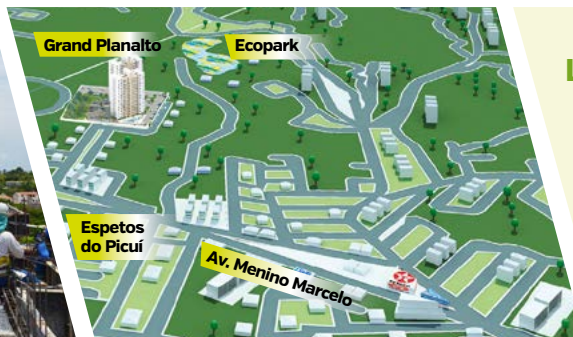 Grand Planalto
Ecopark
Espetos
do Picuí
Av. Menino Marcelo